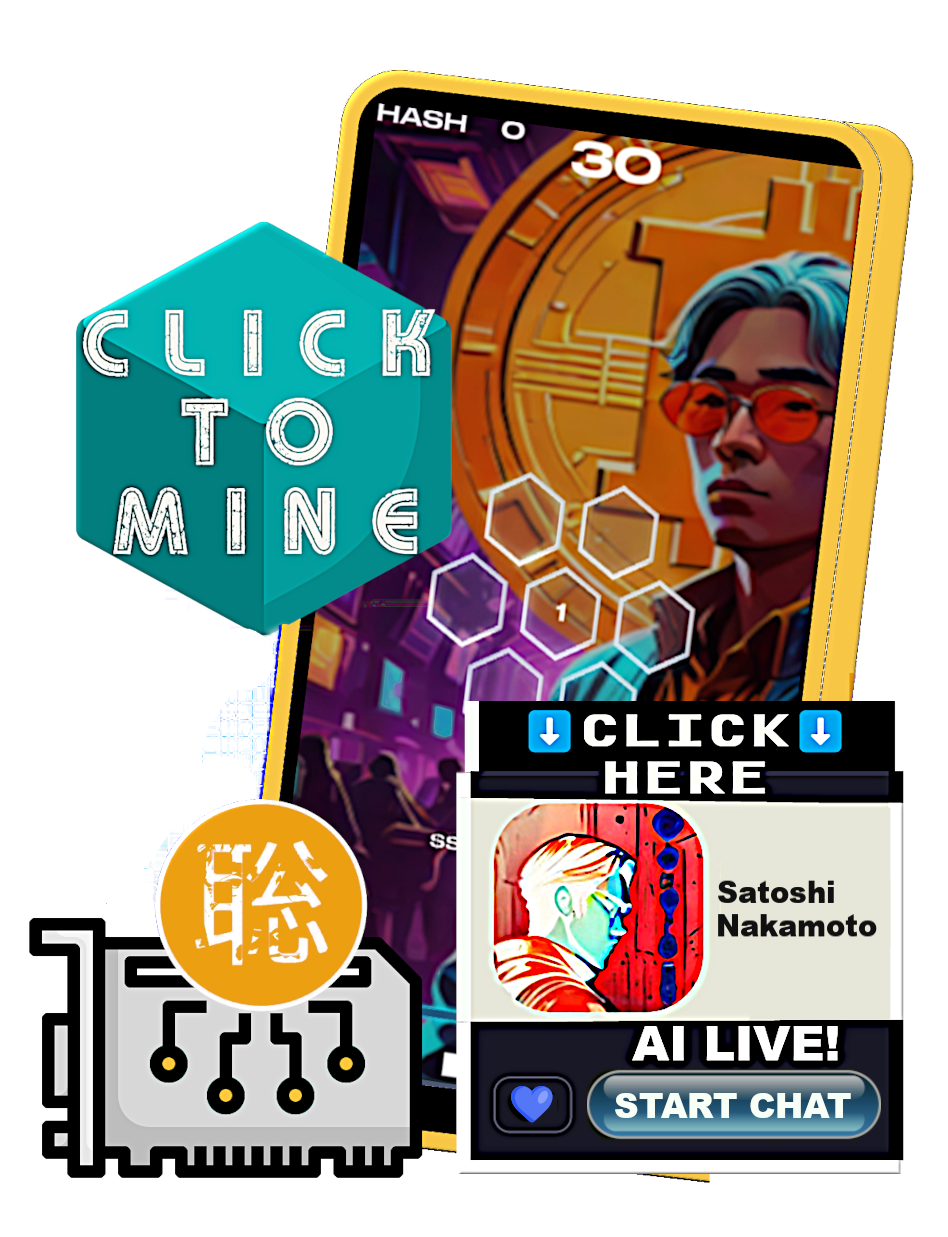 HASH 0
30
CLICK
TO
MINE
1
⬇CLICK⬇
HERE
Satoshi
Nakamoto
聡
AI LIVE!
START CHAT